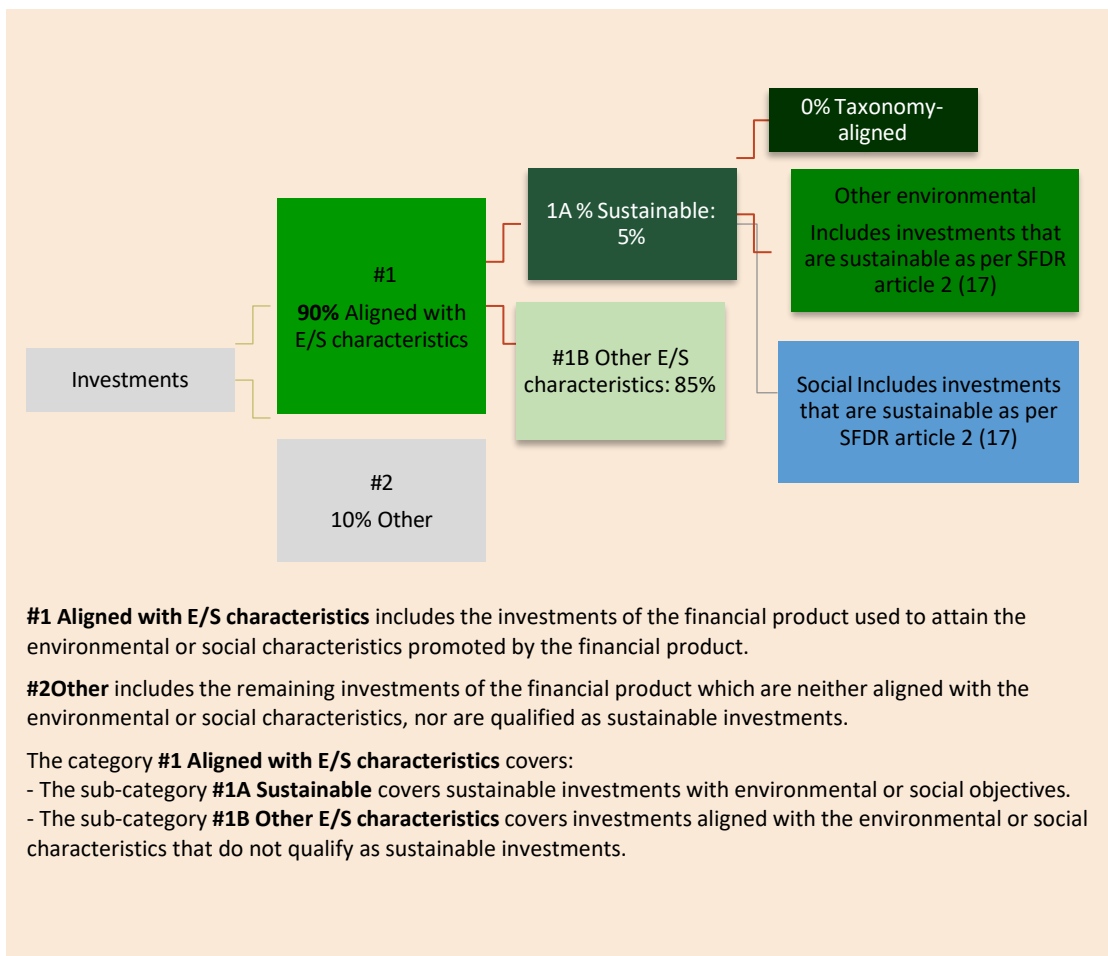 Investments
#1
90% Aligned with
E/S characteristics
#2
10% Other
1A % Sustainable:
5%
#1B Other E/S
characteristics: 85%
0% Taxonomy-
aligned
Other environmental
Includes investments that
are sustainable as per SFDR
article 2 (17)
Social Includes investments
that are sustainable as per
SFDR article 2 (17)
#1 Aligned with E/S characteristics includes the investments of the financial product used to attain the
environmental or social characteristics promoted by the financial product.
#2Other includes the remaining investments of the financial product which are neither aligned with the
environmental or social characteristics, nor are qualified as sustainable investments.
The category #1 Aligned with E/S characteristics covers:
- The sub-category #1A Sustainable covers sustainable investments with environmental or social objectives.
- The sub-category #1B Other E/S characteristics covers investments aligned with the environmental or social
characteristics that do not qualify as sustainable investments.